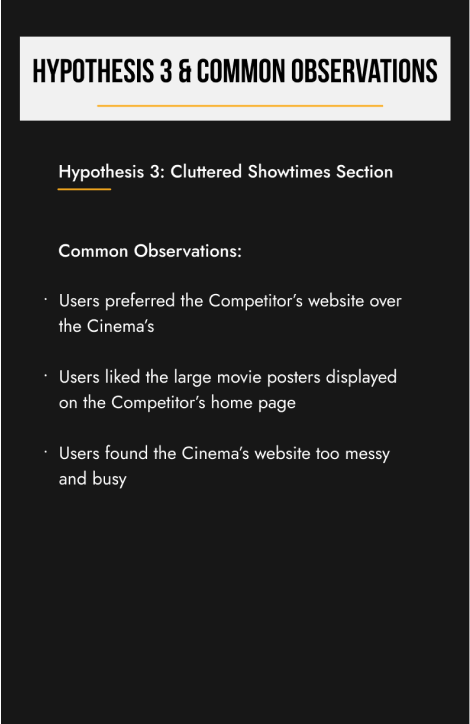 HYPOTHESIS 3 & COMMON OBSERVATIONS
Hypothesis 3: Cluttered Showtimes Section
Common Observations:
· Users preferred the Competitor’s website over
the Cinema’s
· Users liked the large movie posters displayed
on the Competitor’s home page
· Users found the Cinema’s website too messy
and busy